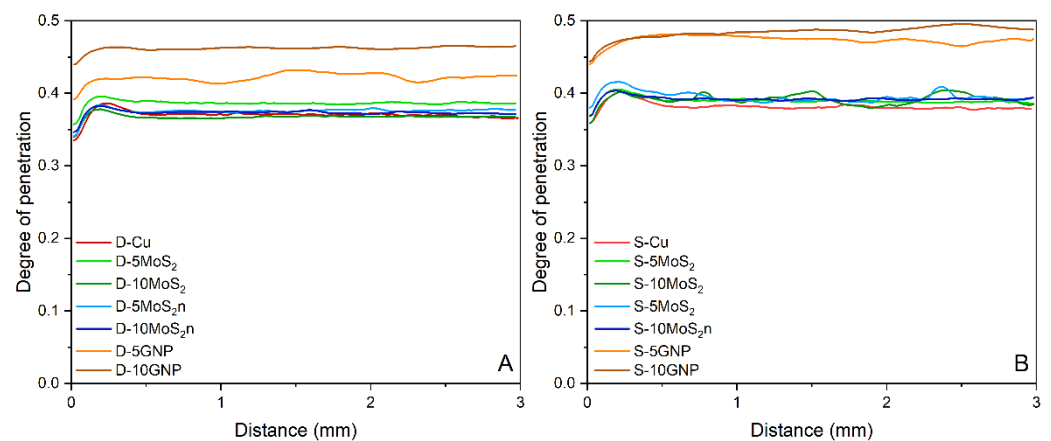 0.5
0.4
0.3
0.2
0.1
0.0
Degree of penetration
D-Cu
D-5MoS₂
D-10MoS₂
D-5MoS₂n
D-10MoS₂n
D-5GNP
D-10GNP
A
0
1
2
3
Distance (mm)
0.5
0.4
0.3
0.2
0.1
0.0
Degree of penetration
S-Cu
S-5MoS₂
S-10MoS₂
S-5MoS₂
S-10MoS₂n
S-5GNP
S-10GNP
B
0
1
2
3
Distance (mm)